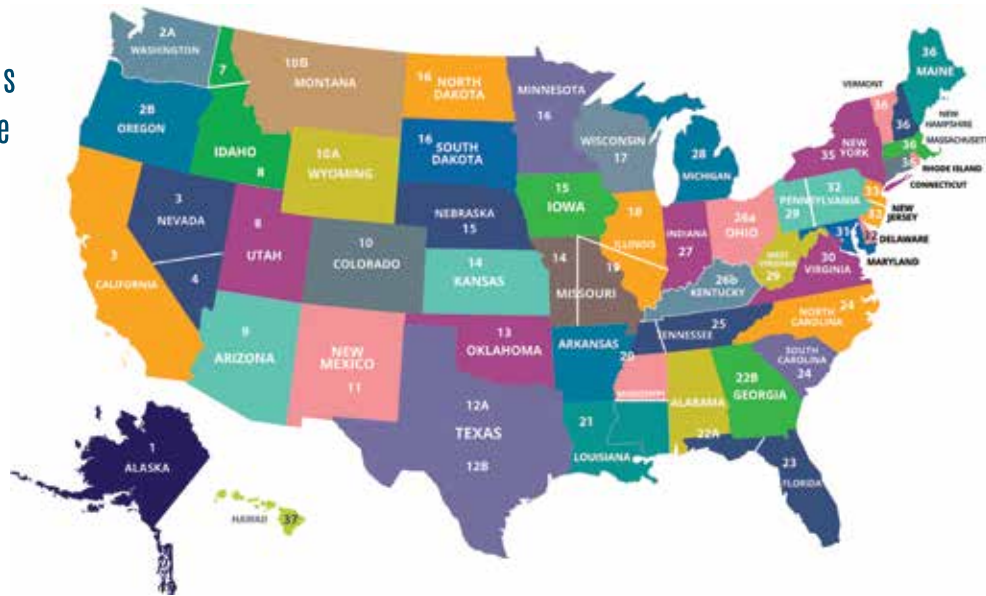 s
e
2A
WASHINGTON
7
10B
MONTANA
16
NORTH
DAKOTA
MINNESOTA
16
36
MAINE
VERMONT
36
36
NEW
HAMPSHIRE
MASSACHUSETT
36
35
RHODE ISLAND
CONNECTICUT
2B
OREGON
IDAHO
8
10A
WYOMING
16
SOUTH
DAKOTA
WISCONSIN
17
28
MICHIGAN
35
NEW
YORK
3
NEVADA
4
8
UTAH
10
COLORADO
NEBRASKA
15
15
IOWA
18
ILLINOIS
INDIANA
27
26a
OHIO
32
PENNSYLVANIA
29
33
NEW
JERSEY
32
31
32
DELAWARE
MARYLAND
3
CALIFORNIA
14
KANSAS
14
19
MISSOURI
26b
KENTUCKY
WEST
VIRGINIA
29
30
VIRGINIA
9
ARIZONA
NEW
MEXICO
11
13
OKLAHOMA
ARKANSAS
20
25
TENNESSEE
24
NORTH
CAROLINA
SOUTH
CAROLINA
24
12A
TEXAS
12B
21
LOUISIANA
MISSISSIPPI
ALABAMA
22A
22B
GEORGIA
23
FLORIDA
1
ALASKA
HAWAII
37